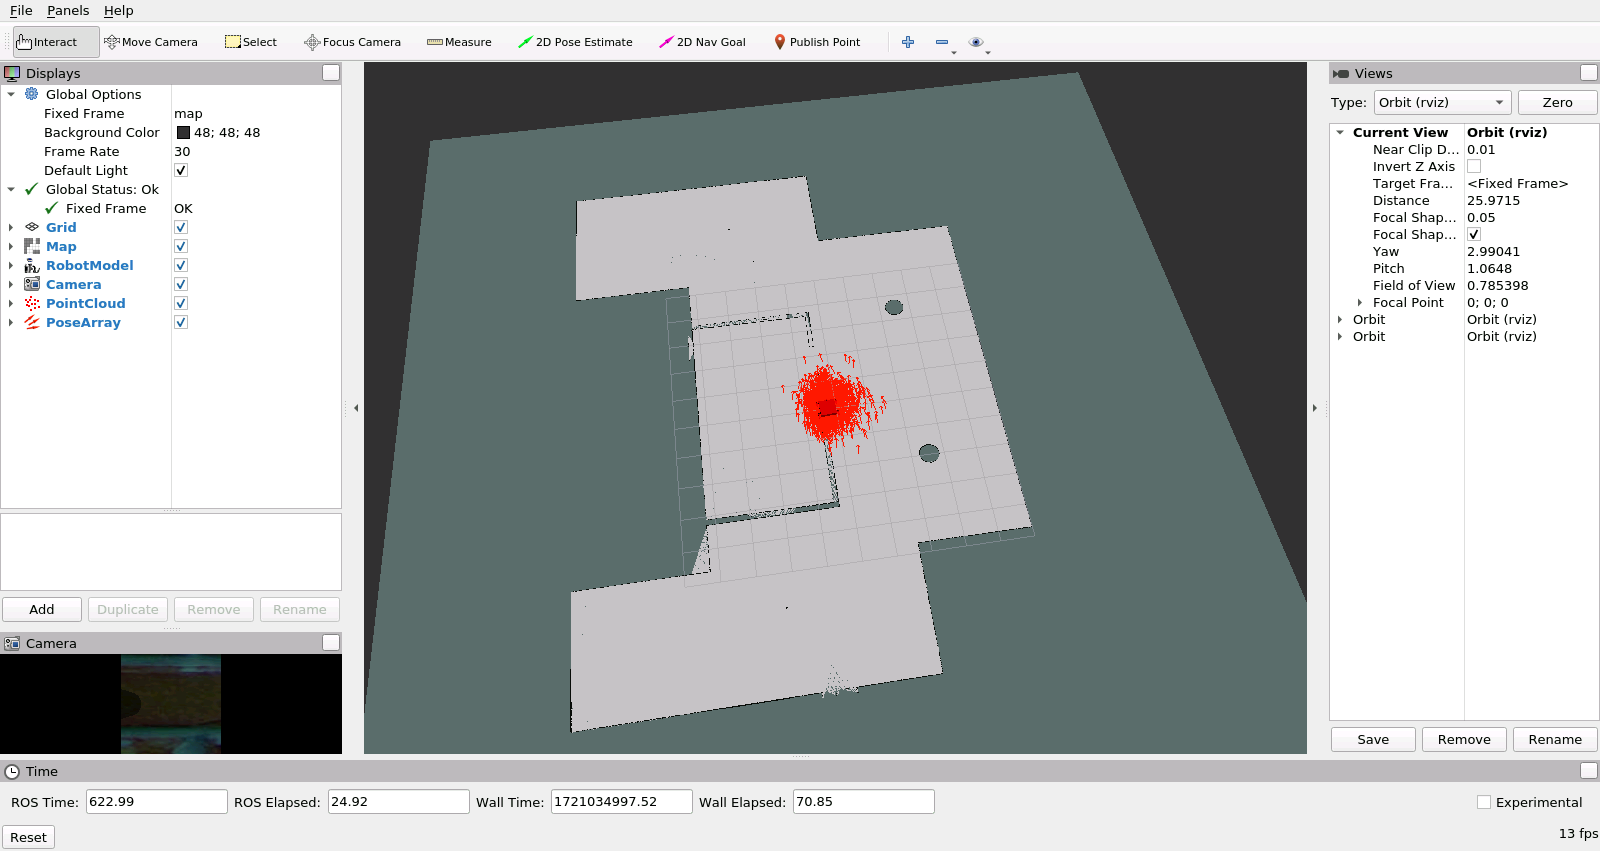 File Panels Help
Interact Move Camera Select Focus Camera Measure 2D Pose Estimate 2D Nav Goal Publish Point
Displays
Global Options
Fixed Frame map
Background Color 48; 48; 48
Frame Rate 30
Default Light
Global Status: Ok
Fixed Frame OK
Grid
Map
RobotModel
Camera
PointCloud
PoseArray
Add Duplicate Remove Rename
Camera
Views
Type: Orbit (rviz) Zero
Current View Orbit (rviz)
Near Clip D... 0.01
Invert Z Axis
Target Fra... <Fixed Frame>
Distance 25.9715
Focal Shap... 0.05
Focal Shap...
Yaw 2.99041
Pitch 1.0648
Field of View 0.785398
Focal Point 0; 0; 0
Orbit Orbit (rviz)
Orbit Orbit (rviz)
Save Remove Rename
Time
ROS Time: 622.99 ROS Elapsed: 24.92 Wall Time: 1721034997.52 Wall Elapsed: 70.85 Experimental
Reset 13 fps